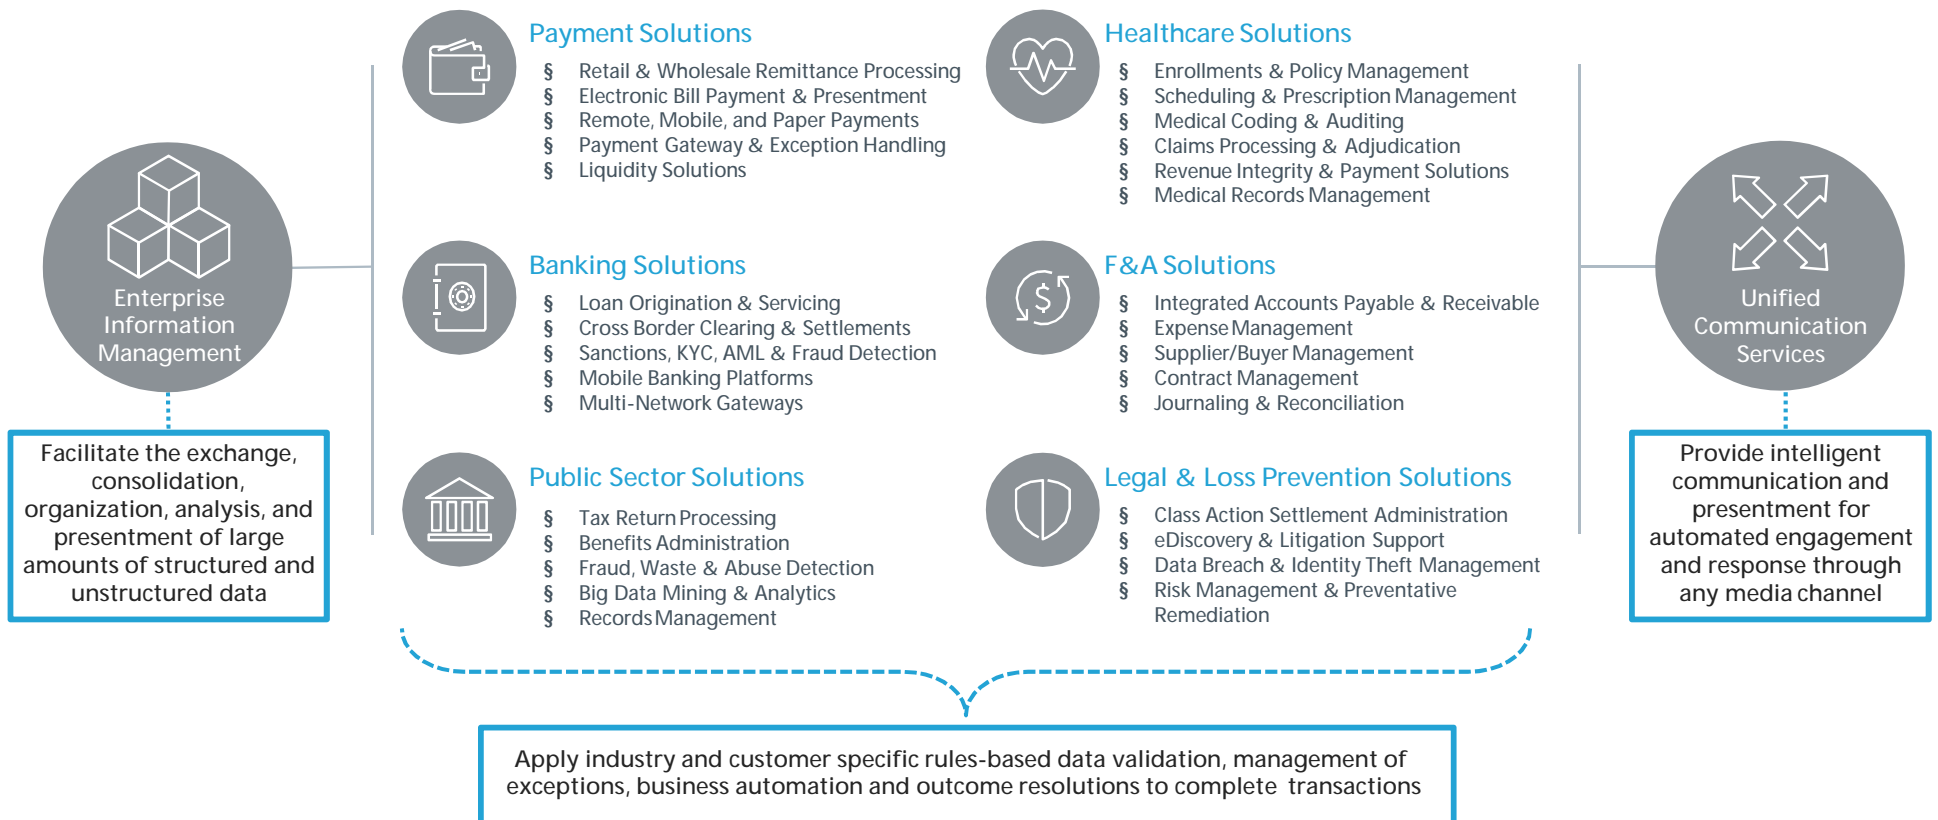 Enterprise
Information
Management
Facilitate the exchange,
consolidation,
organization, analysis, and
presentment of large
amounts of structured and
unstructured data
Payment Solutions
§ Retail & Wholesale Remittance Processing
§ Electronic Bill Payment & Presentment
§ Remote, Mobile, and Paper Payments
§ Payment Gateway & Exception Handling
§ Liquidity Solutions
Banking Solutions
§ Loan Origination & Servicing
§ Cross Border Clearing & Settlements
§ Sanctions, KYC, AML & Fraud Detection
§ Mobile Banking Platforms
§ Multi-Network Gateways
Public Sector Solutions
§ Tax Return Processing
§ Benefits Administration
§ Fraud, Waste & Abuse Detection
§ Big Data Mining & Analytics
§ Records Management
Healthcare Solutions
§ Enrollments & Policy Management
§ Scheduling & Prescription Management
§ Medical Coding & Auditing
§ Claims Processing & Adjudication
§ Revenue Integrity & Payment Solutions
§ Medical Records Management
F&A Solutions
$
§ Integrated Accounts Payable & Receivable
§ Expense Management
§ Supplier/Buyer Management
§ Contract Management
§ Journaling & Reconciliation
Legal & Loss Prevention Solutions
§ Class Action Settlement Administration
§ eDiscovery & Litigation Support
§ Data Breach & Identity Theft Management
§ Risk Management & Preventative
Remediation
Unified
Communication
Services
Provide intelligent
communication and
presentment for
automated engagement
and response through
any media channel
Apply industry and customer specific rules-based data validation, management of
exceptions, business automation and outcome resolutions to complete transactions